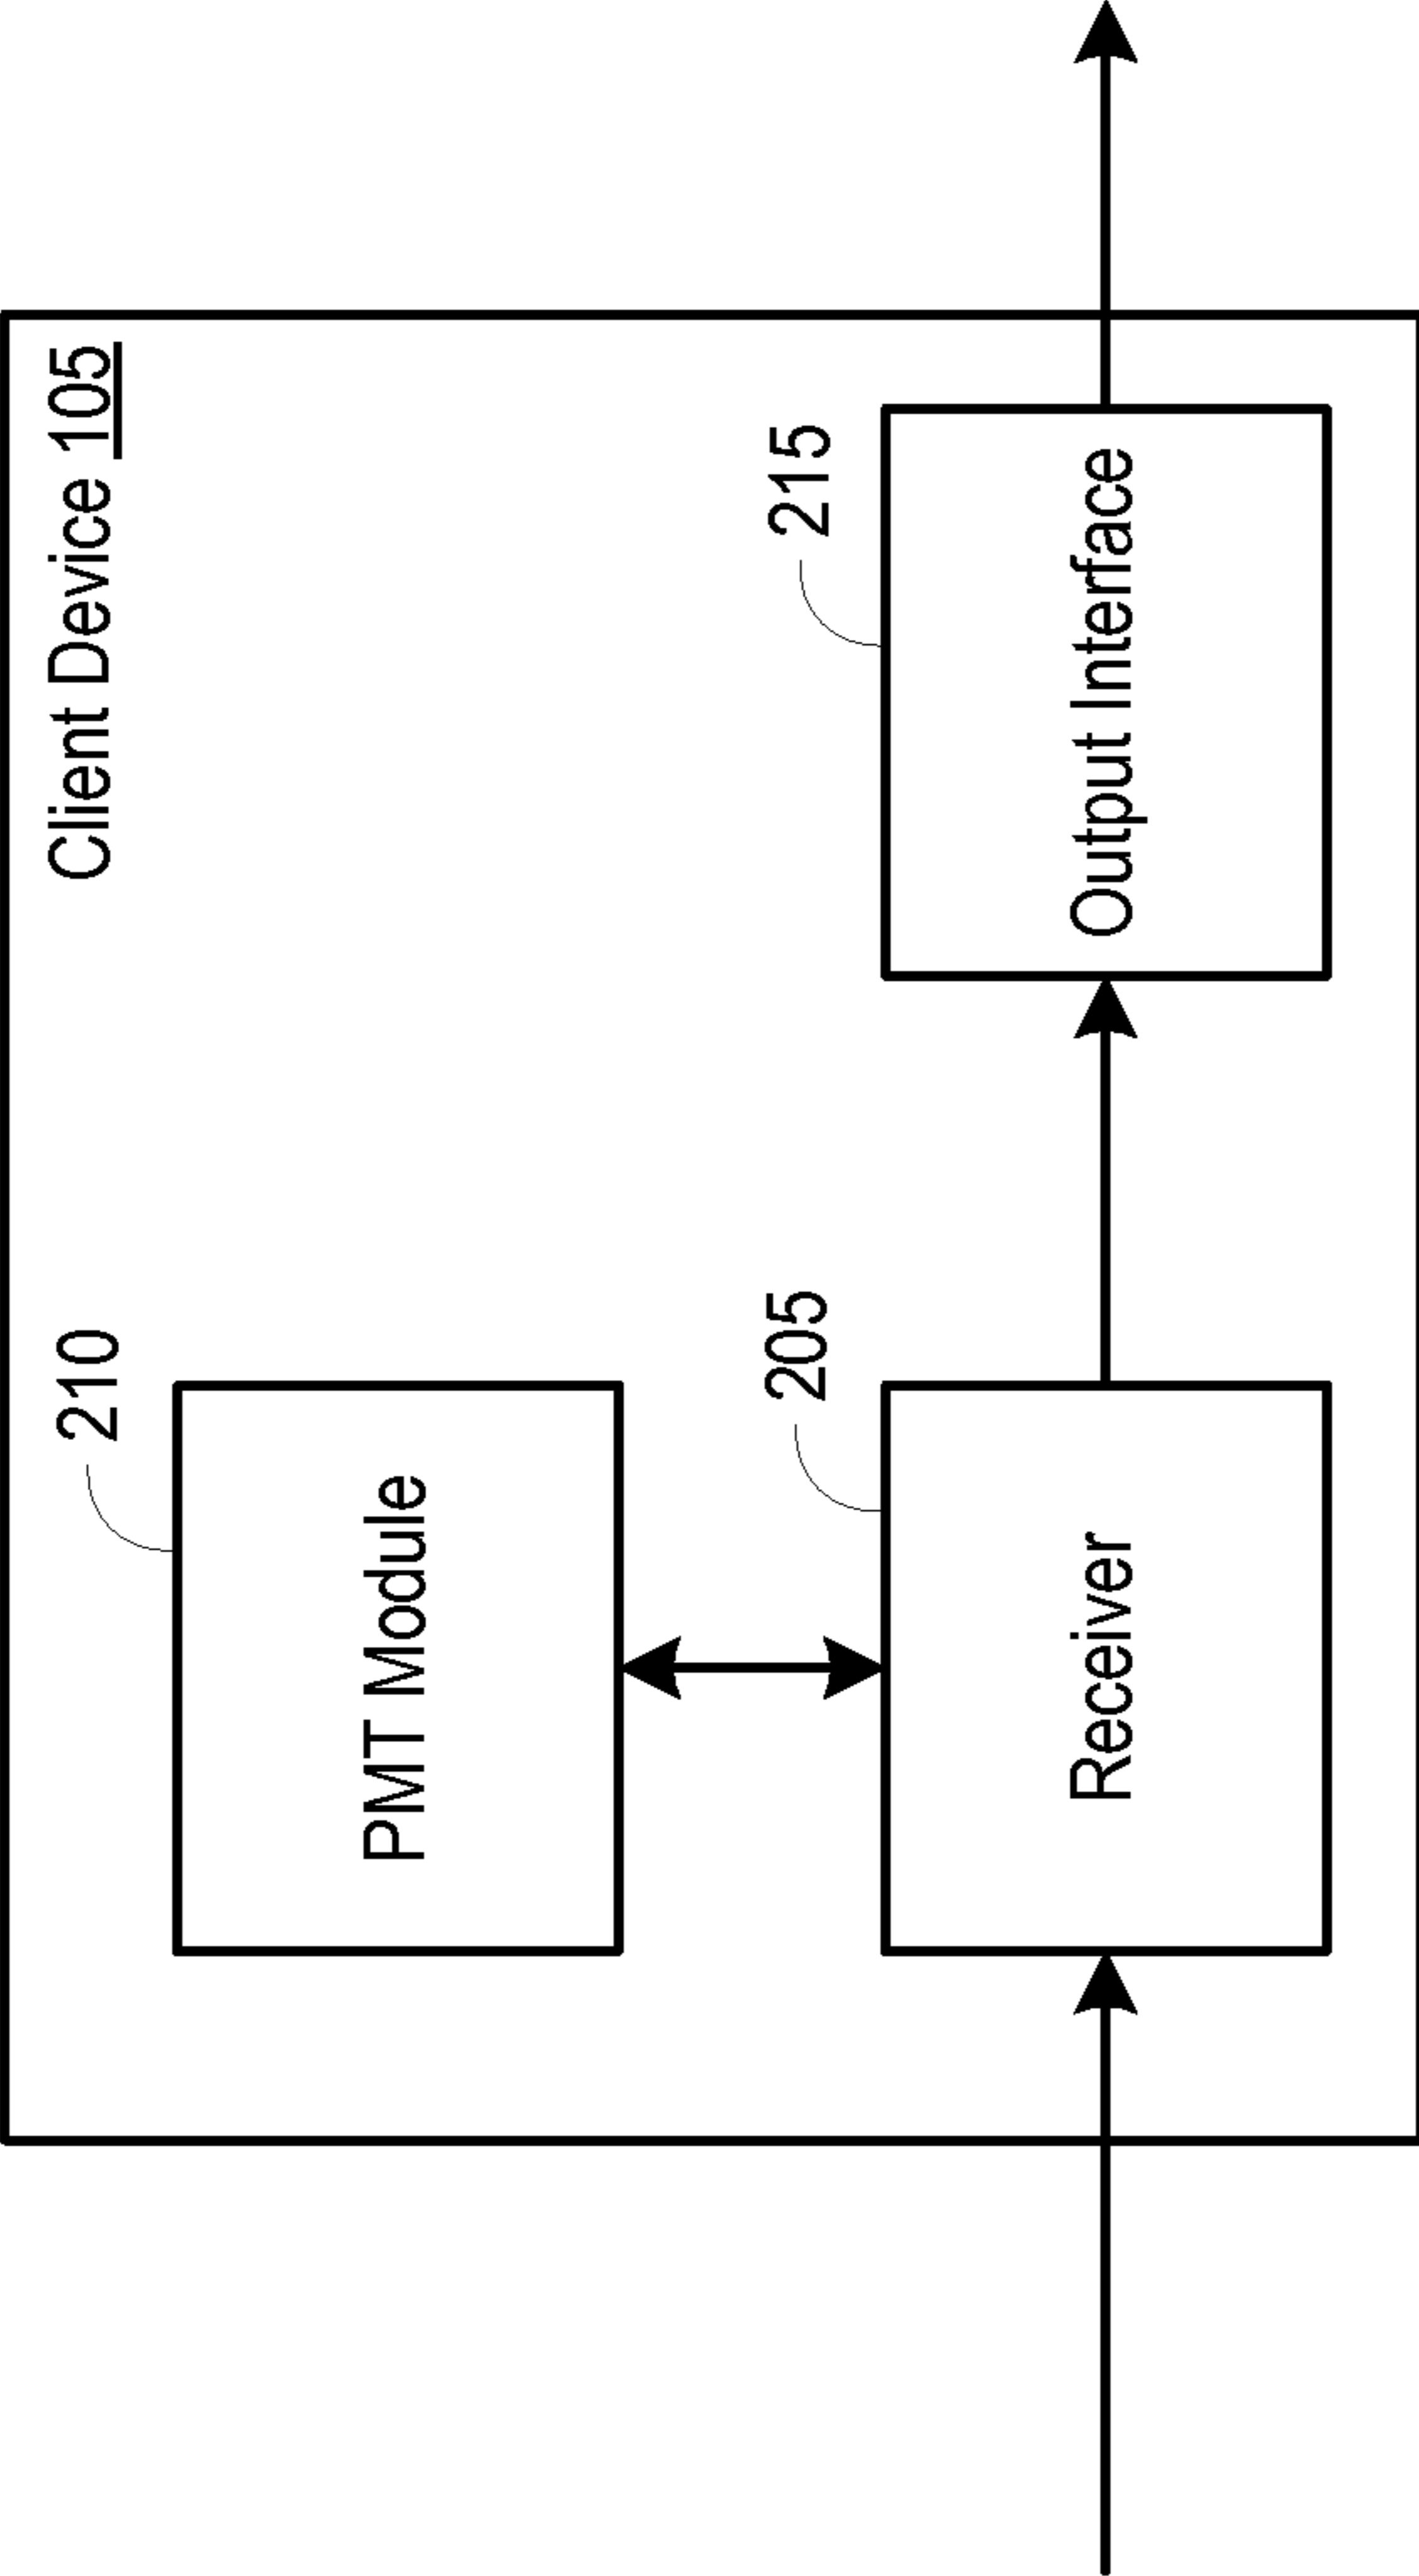 Client Device 105
210
PMT Module
205
Receiver
215
Output Interface